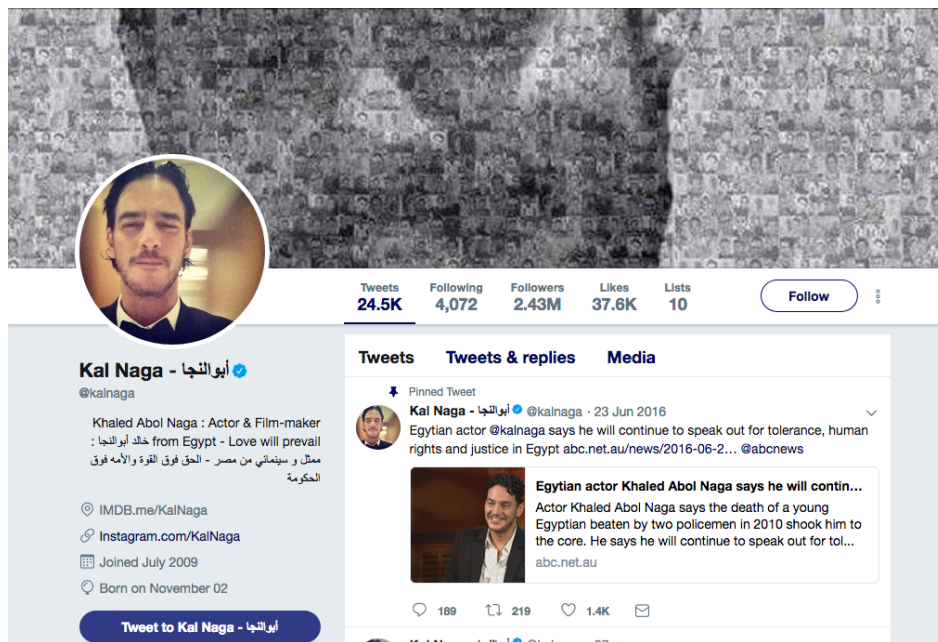 Tweets Following Followers Likes Lists
24.5K 4,072 2.43M 37.6K 10
Follow
Kal Naga - أبوالنجا
@kalnaga
Khaled Abol Naga : Actor & Film-maker
from Egypt - Love will prevail خالد أبوالنجا :
ممثل و سينمائي من مصر - الحق فوق القوة والأمه فوق
الحكومة
IMDB.me/KalNaga
Instagram.com/KalNaga
Joined July 2009
Born on November 02
Tweet to Kal Naga - أبوالنجا
Tweets Tweets & replies Media
Pinned Tweet
Kal Naga - أبوالنجا @kalnaga · 23 Jun 2016
Egytian actor @kalnaga says he will continue to speak out for tolerance, human
rights and justice in Egypt abc.net.au/news/2016-06-2… @abcnews
Egytian actor Khaled Abol Naga says he will contin...
Actor Khaled Abol Naga says the death of a young
Egyptian beaten by two policemen in 2010 shook him to
the core. He says he will continue to speak out for tol...
abc.net.au
189 219 1.4K